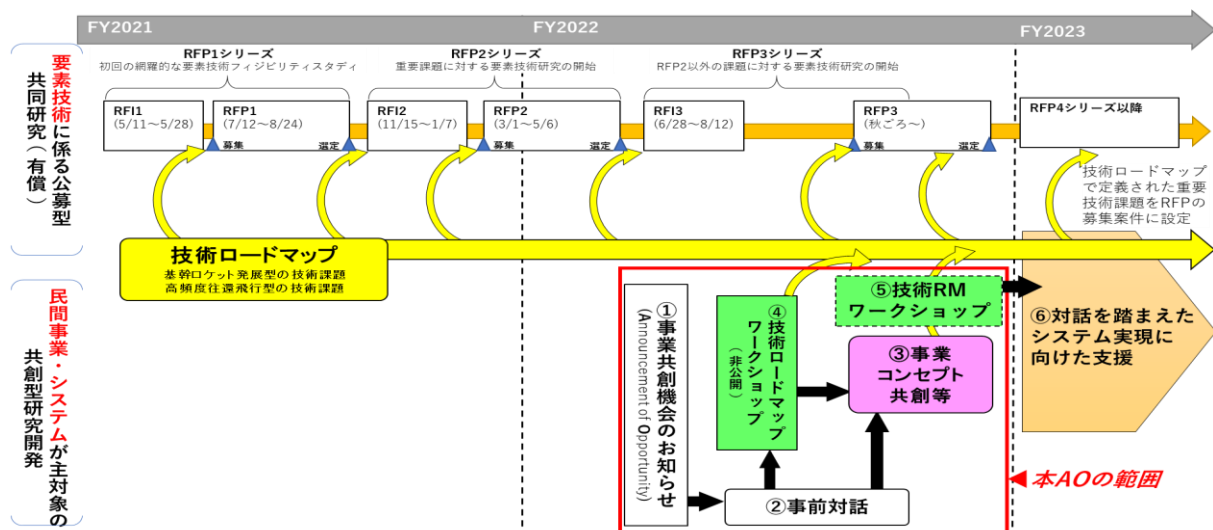 FY2021
FY2022
FY2023
要素技術に係る公募型
共同研究（有償）
RFP1シリーズ
初回の網羅的な要素技術フィジビリティスタディ
RFP2シリーズ
重要課題に対する要素技術研究の開始
RFP3シリーズ
RFP2以外の課題に対する要素技術研究の開始
RFI1
(5/11～5/28)
RFP1
(7/12～8/24)
募集
選定
RFI2
(11/15～1/7)
RFP2
(3/1～5/6)
募集
選定
RFI3
(6/28～8/12)
RFP3
(秋ごろ～)
募集
選定
RFP4シリーズ以降
技術ロードマップ
で定義された重要
技術課題をRFPの
募集案件に設定
技術ロードマップ
基幹ロケット発展型の技術課題
高頻度往還飛行型の技術課題
民間事業・システムが主対象の
共創型研究開発
①事業共創機会のお知らせ
(Announcement of Opportunity)
④技術ロードマップ
ワークショップ
(非公開)
⑤技術RM
ワークショップ
③事業
コンセプト
共創等
②事前対話
⑥対話を踏まえた
システム実現に
向けた支援
本AOの範囲